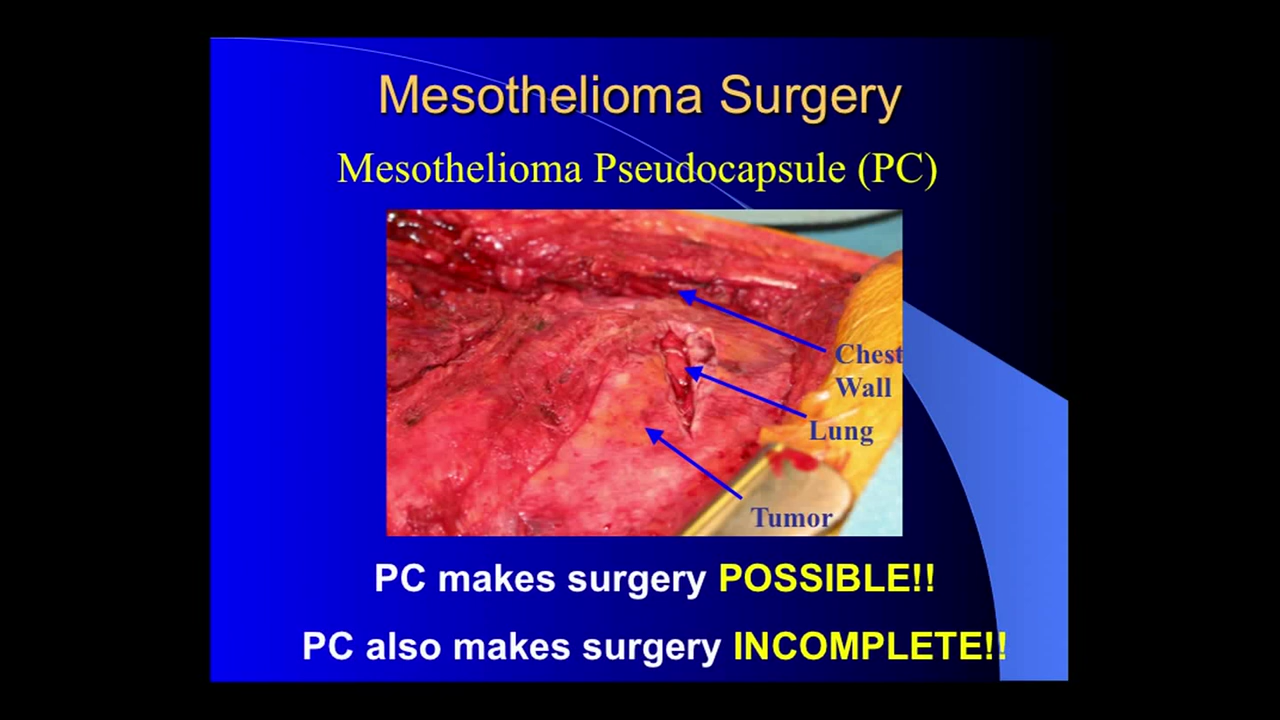 Mesothelioma Surgery
Mesothelioma Pseudocapsule (PC)
Chest
Wall
Lung
Tumor
PC makes surgery POSSIBLE!!
PC also makes surgery INCOMPLETE!!